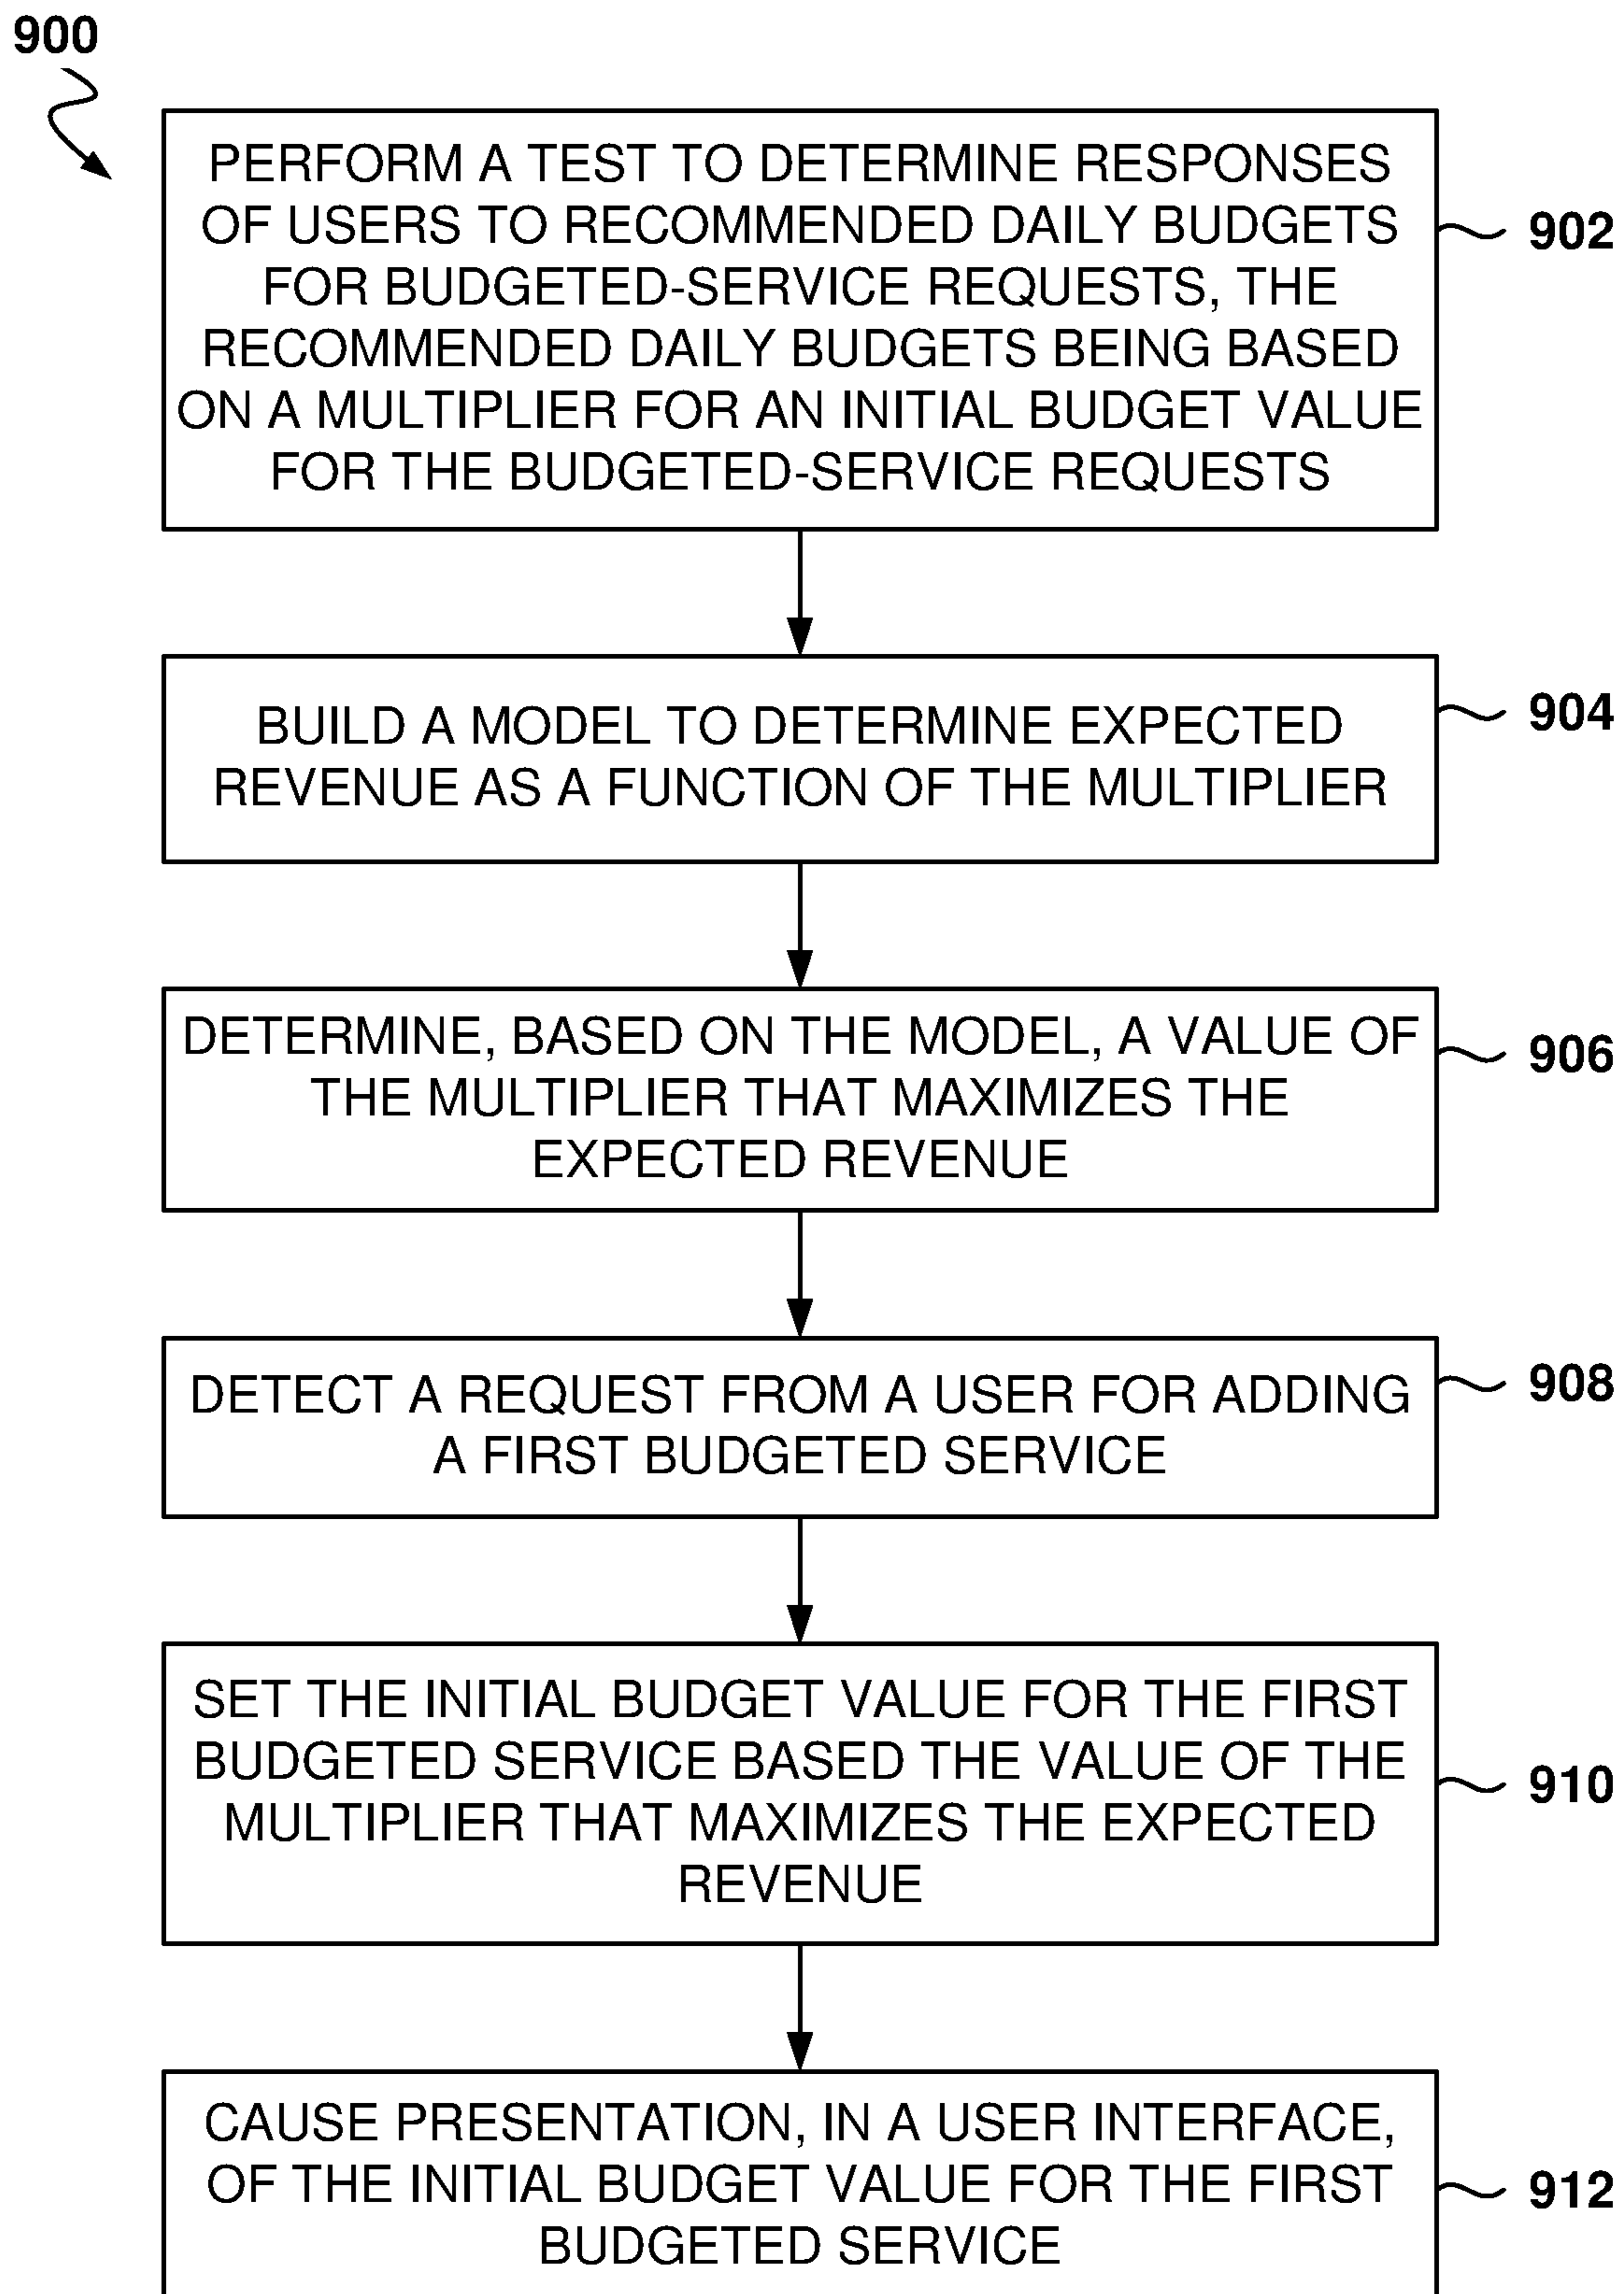 900
PERFORM A TEST TO DETERMINE RESPONSES
OF USERS TO RECOMMENDED DAILY BUDGETS
FOR BUDGETED-SERVICE REQUESTS, THE
RECOMMENDED DAILY BUDGETS BEING BASED
ON A MULTIPLIER FOR AN INITIAL BUDGET VALUE
FOR THE BUDGETED-SERVICE REQUESTS
902
BUILD A MODEL TO DETERMINE EXPECTED
REVENUE AS A FUNCTION OF THE MULTIPLIER
904
DETERMINE, BASED ON THE MODEL, A VALUE OF
THE MULTIPLIER THAT MAXIMIZES THE
EXPECTED REVENUE
906
DETECT A REQUEST FROM A USER FOR ADDING
A FIRST BUDGETED SERVICE
908
SET THE INITIAL BUDGET VALUE FOR THE FIRST
BUDGETED SERVICE BASED THE VALUE OF THE
MULTIPLIER THAT MAXIMIZES THE EXPECTED
REVENUE
910
CAUSE PRESENTATION, IN A USER INTERFACE,
OF THE INITIAL BUDGET VALUE FOR THE FIRST
BUDGETED SERVICE
912